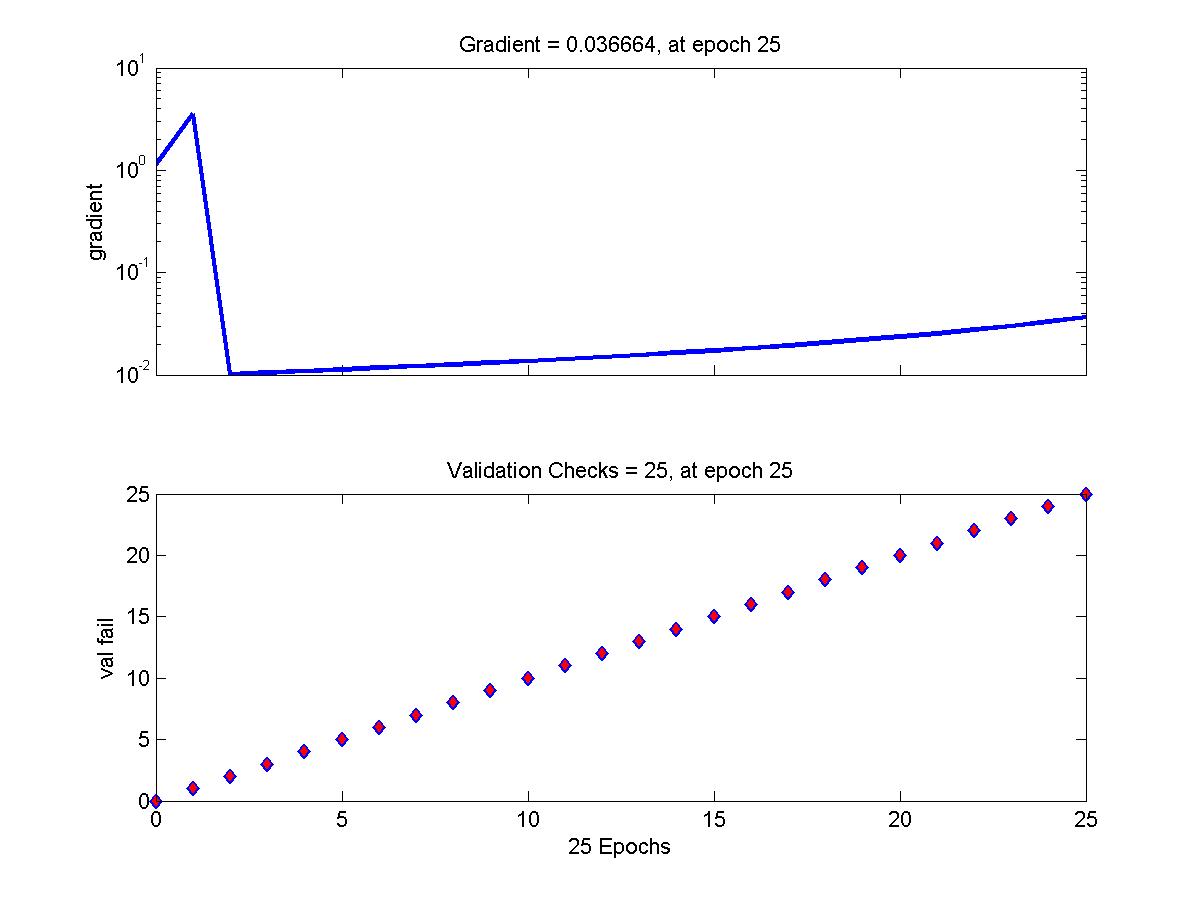 Gradient = 0.036664, at epoch 25
10^1
10^0
10^-1
10^-2
gradient
Validation Checks = 25, at epoch 25
25
20
15
10
5
0
val fail
0 5 10 15 20 25
25 Epochs